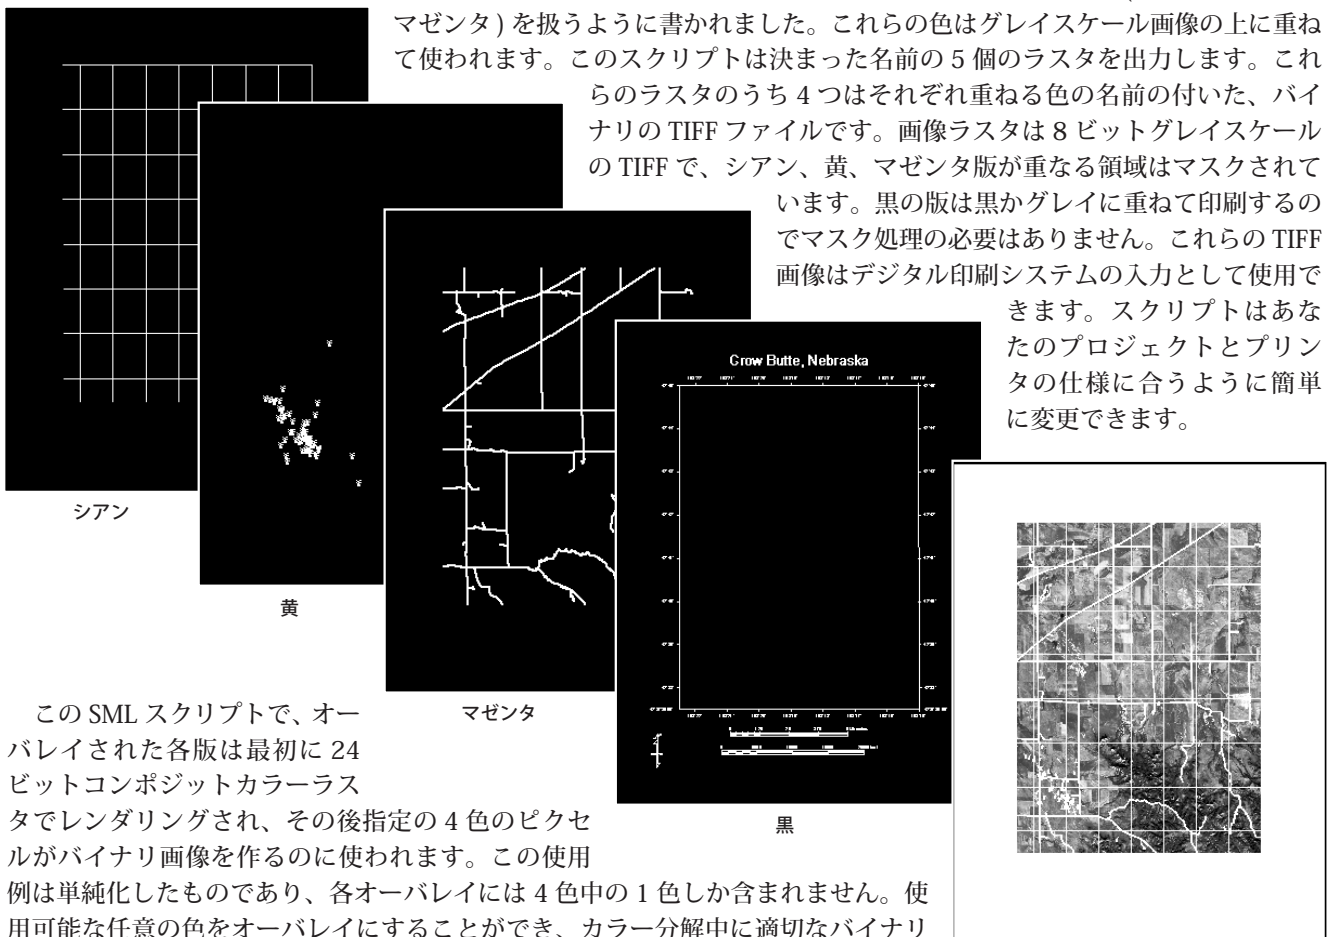 マゼンタ ) を扱うように書かれました。これらの色はグレイスケール画像の上に重ね
て使われます。このスクリプトは決まった名前の 5 個のラスタを出力します。これ
らのラスタのうち 4 つはそれぞれ重ねる色の名前の付いた、バイ
ナリの TIFF ファイルです。画像ラスタは 8 ビットグレイスケール
の TIFF で、シアン、黄、マゼンタ版が重なる領域はマスクされて
います。黒の版は黒かグレイに重ねて印刷するの
でマスク処理の必要はありません。これらの TIFF
画像はデジタル印刷システムの入力として使用で
きます。スクリプトはあな
たのプロジェクトとプリン
タの仕様に合うように簡単
に変更できます。
Crow Butte, Nebraska
シアン
黄
マゼンタ
黒
この SML スクリプトで、オー
バレイされた各版は最初に 24
ビットコンポジットカラーラス
タでレンダリングされ、その後指定の 4 色のピクセ
ルがバイナリ画像を作るのに使われます。この使用
例は単純化したものであり、各オーバレイには 4 色中の 1 色しか含まれません。使
用可能な任意の色をオーバレイにすることができ、カラー分解中に適切なバイナリ